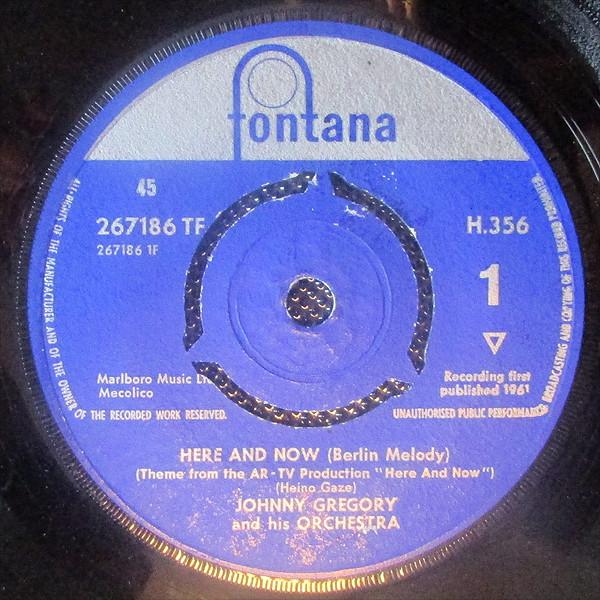 fontana
45
267186 TF
267186 1F
H.356
1
Marlboro Music
Mecolico
Recording first
published 1961
ALL RIGHTS OF THE MANUFACTURER AND OF THE OWNER OF THE RECORDED WORK RESERVED.
UNAUTHORISED PUBLIC PERFORMANCE BROADCASTING AND COPYING OF THIS RECORD PROHIBITED
HERE AND NOW (Berlin Melody)
(Theme from the AR-TV Production "Here And Now")
(Heino Gaze)
JOHNNY GREGORY
and his ORCHESTRA